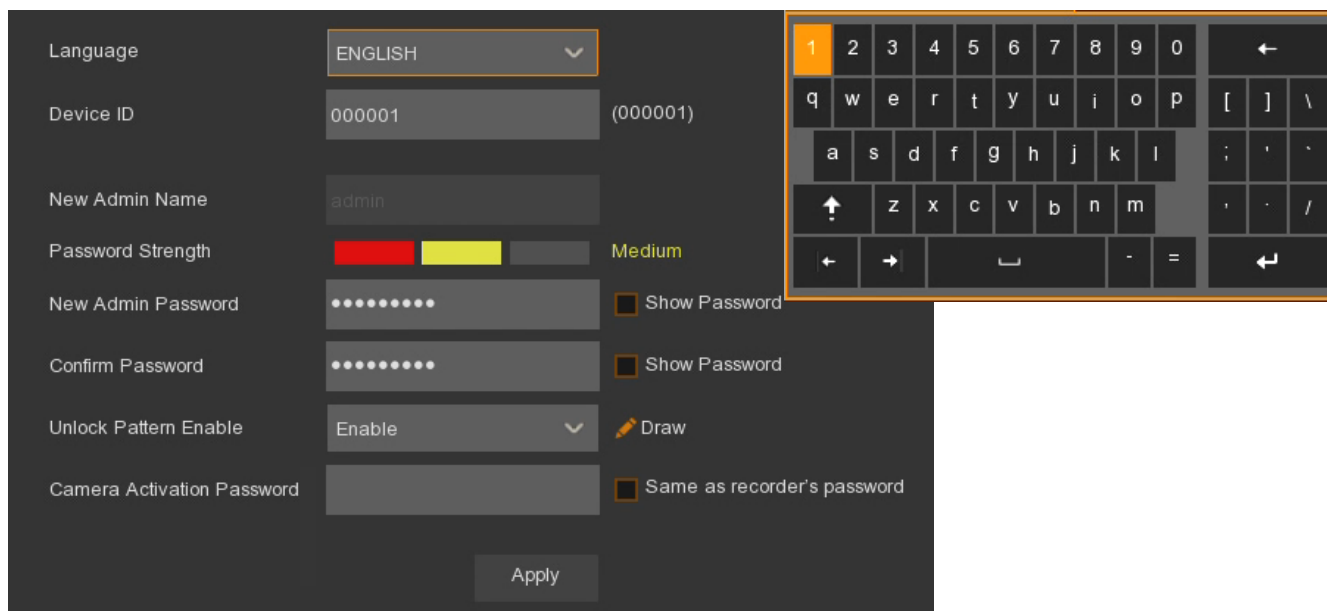 Language ENGLISH
Device ID 000001 (000001)
New Admin Name admin
Password Strength Medium
New Admin Password ●●●●●●●●● Show Password
Confirm Password ●●●●●●●●● Show Password
Unlock Pattern Enable Enable Draw
Camera Activation Password Same as recorder's password
Apply
1 2 3 4 5 6 7 8 9 0 ←
q w e r t y u i o p [ ] \
a s d f g h j k l ; ' `
z x c v b n m , . /
- =